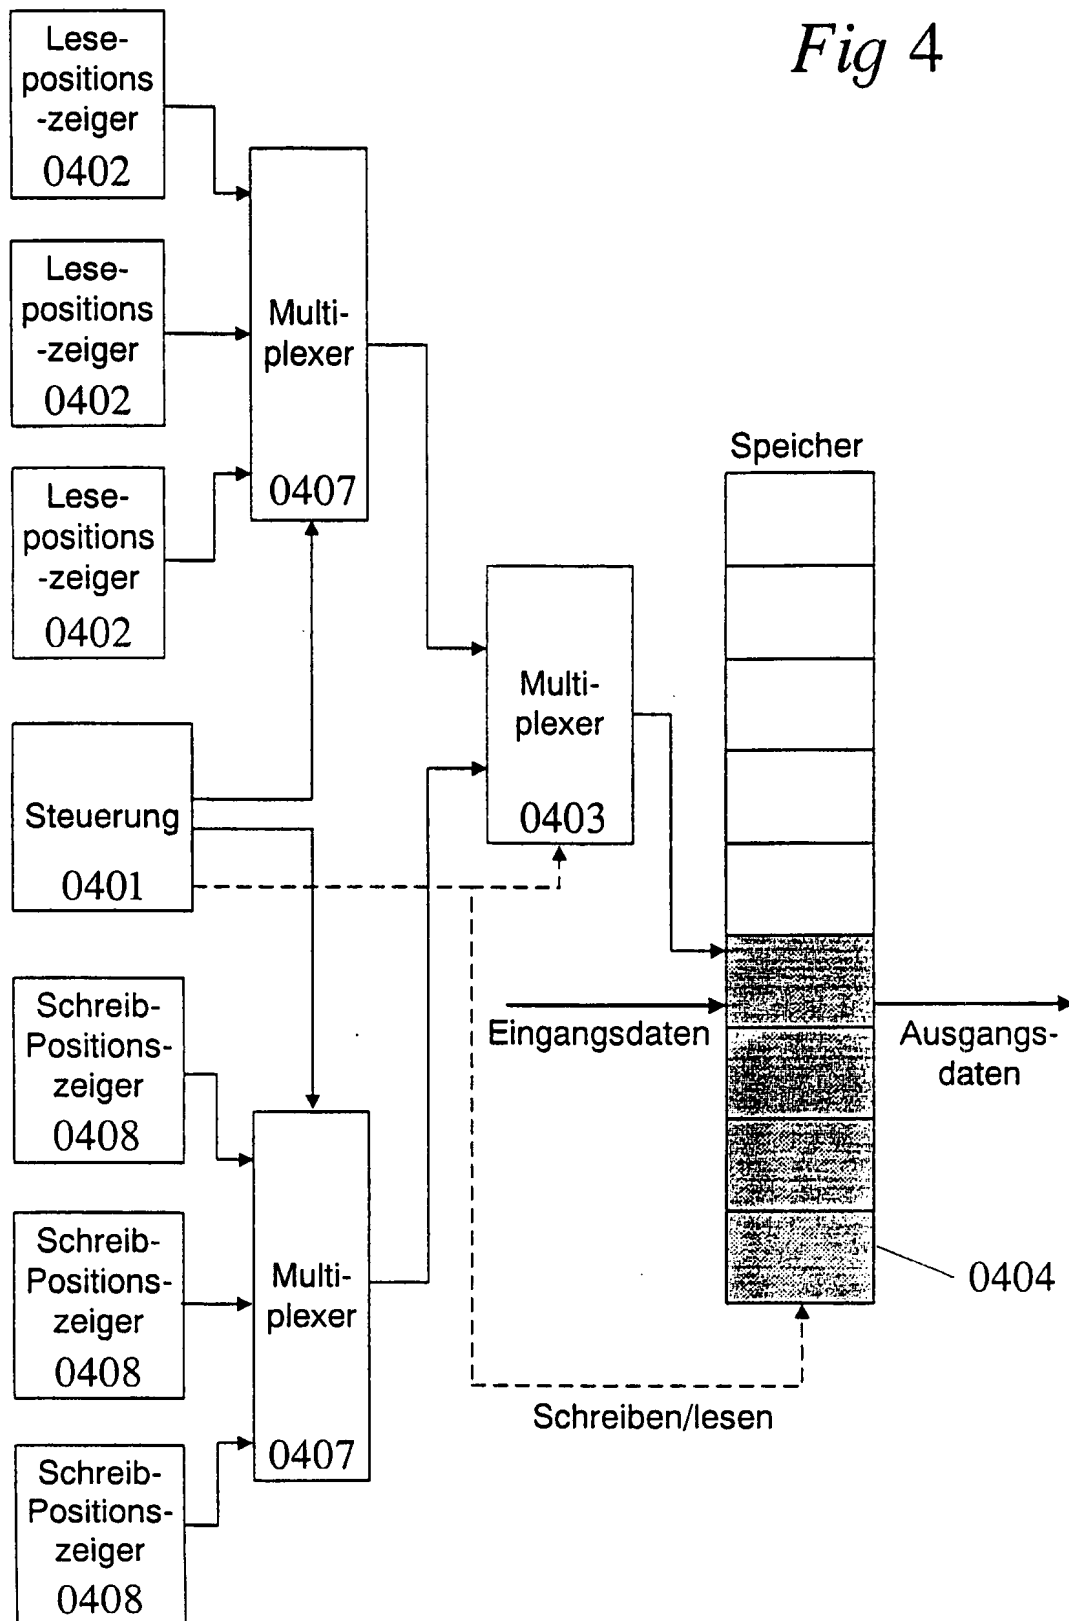 Fig 4
Lese-
positions
-zeiger
0402
Lese-
positions
-zeiger
0402
Lese-
positions
-zeiger
0402
Multi-
plexer
0407
Steuerung
0401
Multi-
plexer
0403
Speicher
Eingangsdaten
Ausgangs-
daten
0404
Schreiben/lesen
Schreib-
Positions-
zeiger
0408
Schreib-
Positions-
zeiger
0408
Schreib-
Positions-
zeiger
0408
Multi-
plexer
0407